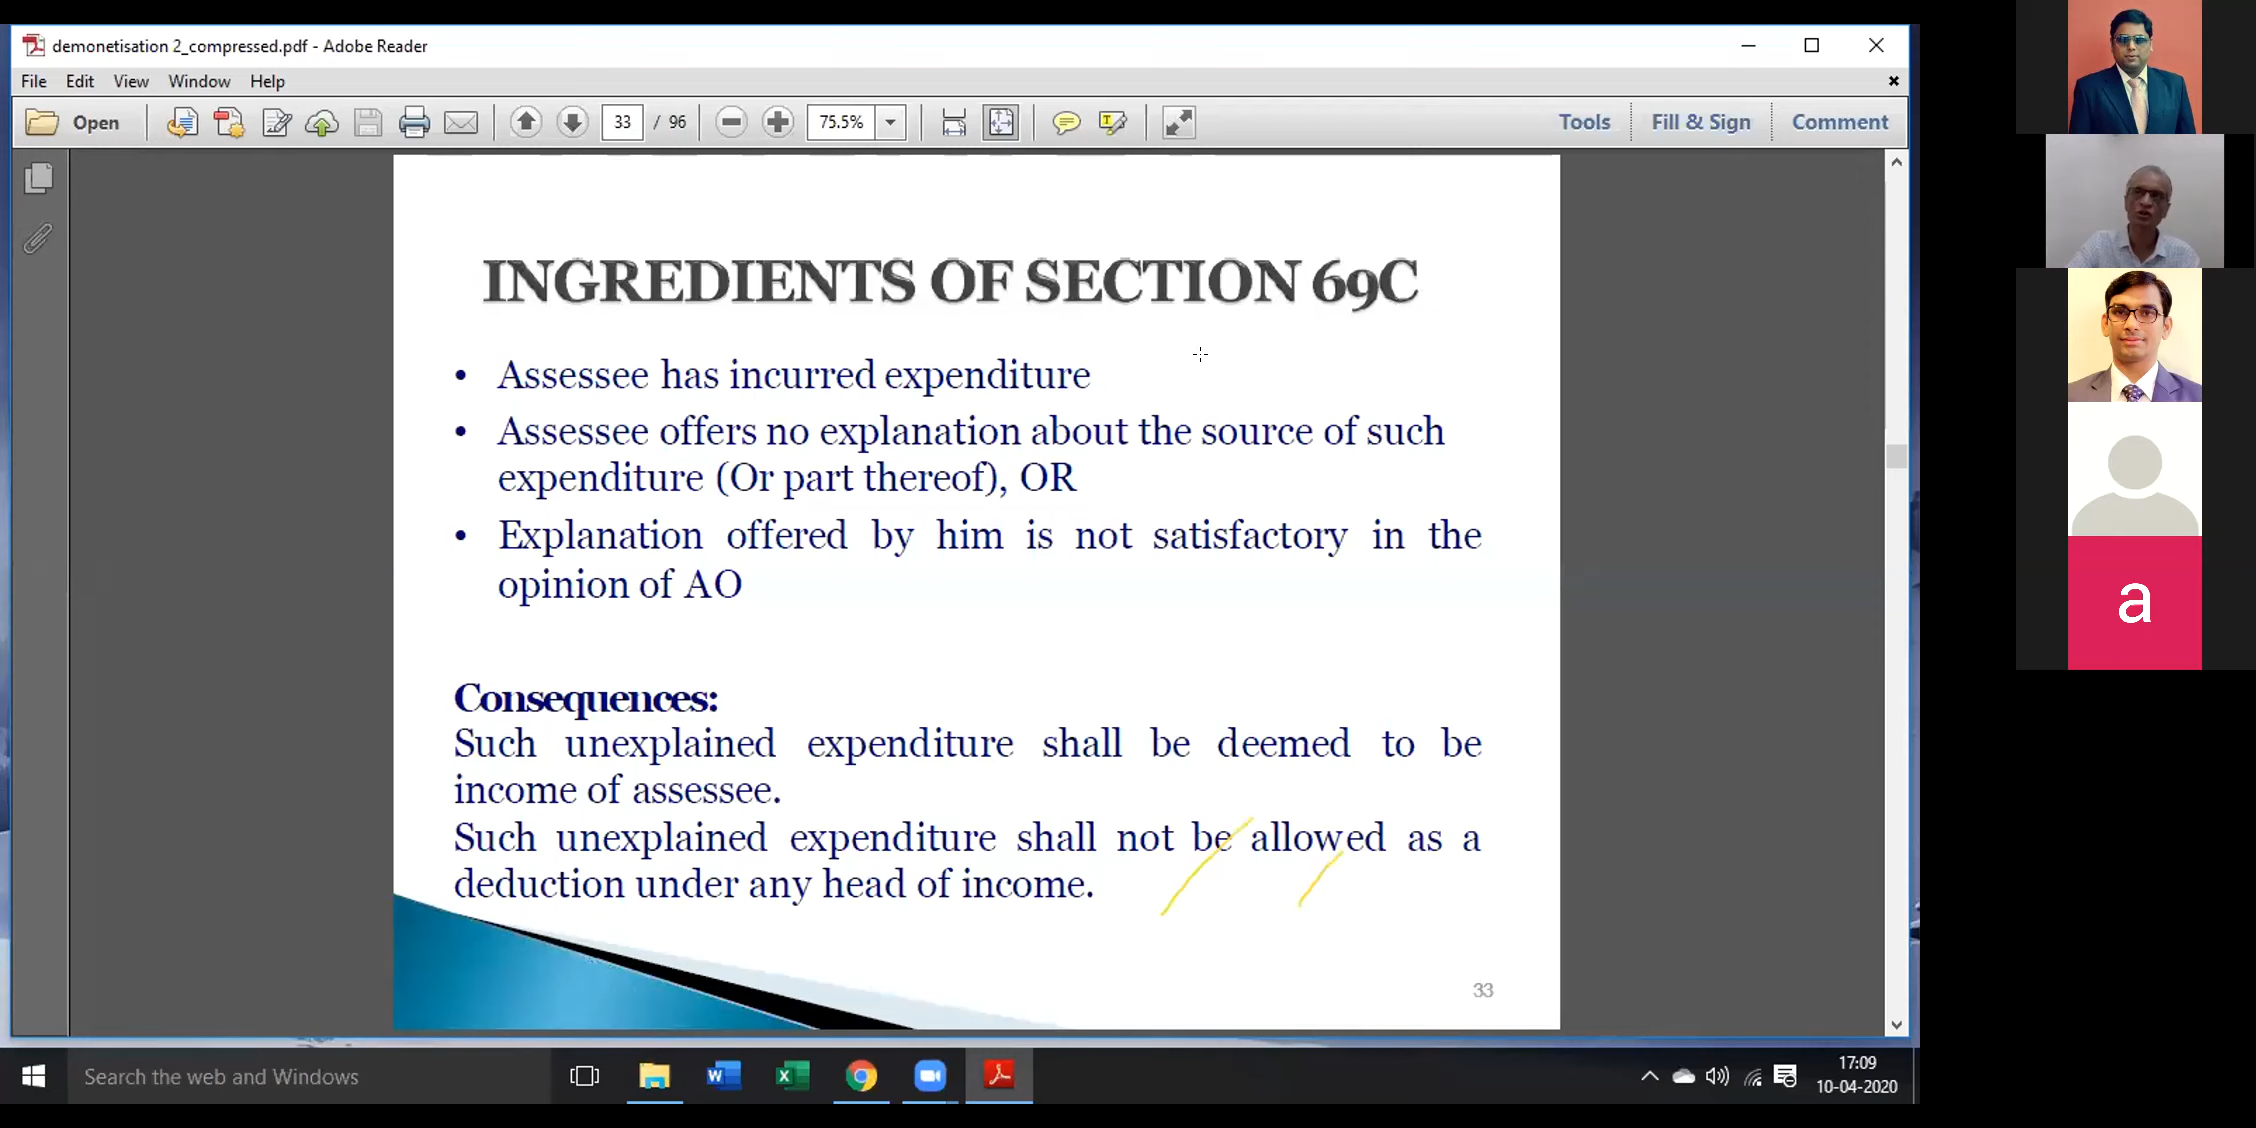 demonetisation 2_compressed.pdf - Adobe Reader
File Edit View Window Help
Open 33 / 96 75.5% Tools Fill & Sign Comment
INGREDIENTS OF SECTION 69C
• Assessee has incurred expenditure
• Assessee offers no explanation about the source of such
expenditure (Or part thereof), OR
• Explanation offered by him is not satisfactory in the
opinion of AO
Consequences:
Such unexplained expenditure shall be deemed to be
income of assessee.
Such unexplained expenditure shall not be allowed as a
deduction under any head of income.
33
a
Search the web and Windows
17:09
10-04-2020